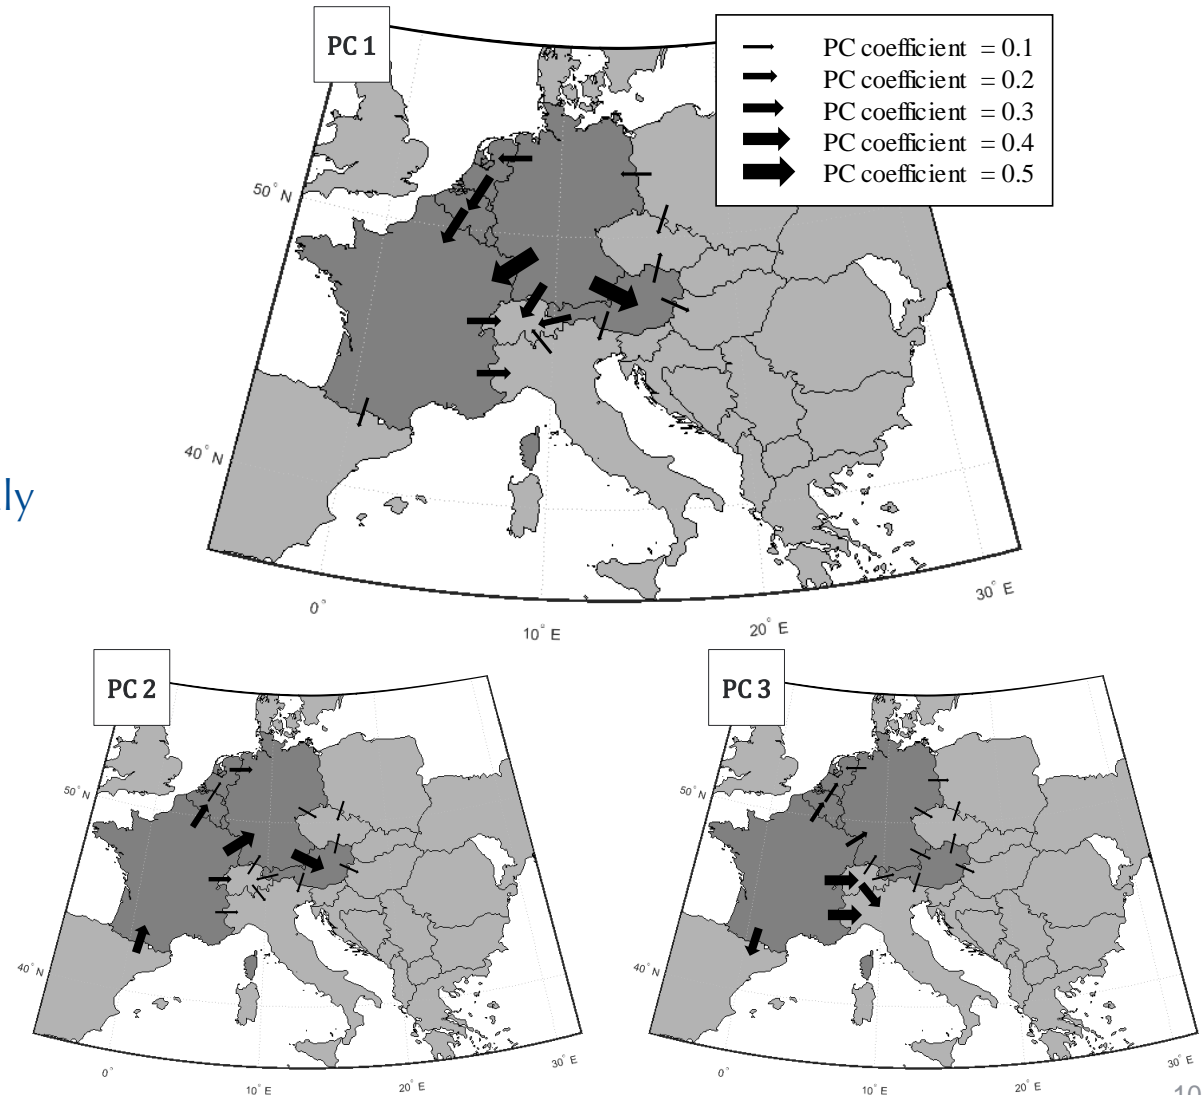 PC 1
PC coefficient = 0.1
PC coefficient = 0.2
PC coefficient = 0.3
PC coefficient = 0.4
PC coefficient = 0.5
50° N
40° N
0°
10° E
20° E
30° E
lly
PC 2
50° N
40° N
0°
10° E
20° E
30° E
PC 3
50° N
40° N
0°
10° E
20° E
30° E
10